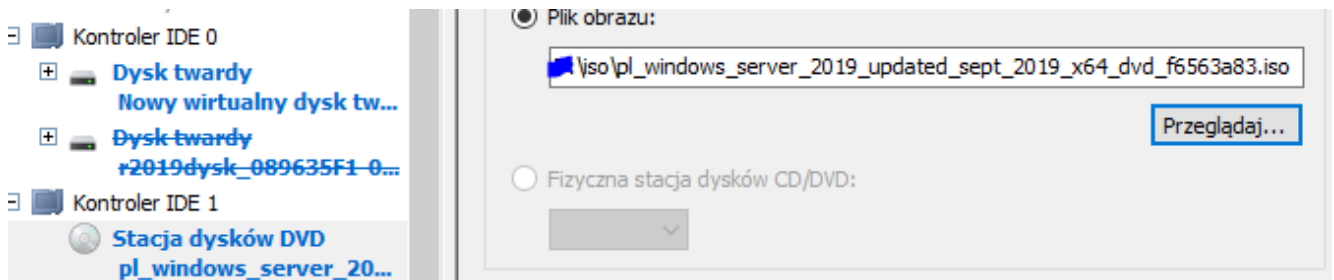 Kontroler IDE 0
Dysk twardy
Nowy wirtualny dysk tw...
Dysk twardy
r2019dysk_089635F1-0...
Kontroler IDE 1
Stacja dysków DVD
pl_windows_server_20...
Plik obrazu:
\iso\pl_windows_server_2019_updated_sept_2019_x64_dvd_f6563a83.iso
Przeglądaj...
Fizyczna stacja dysków CD/DVD: